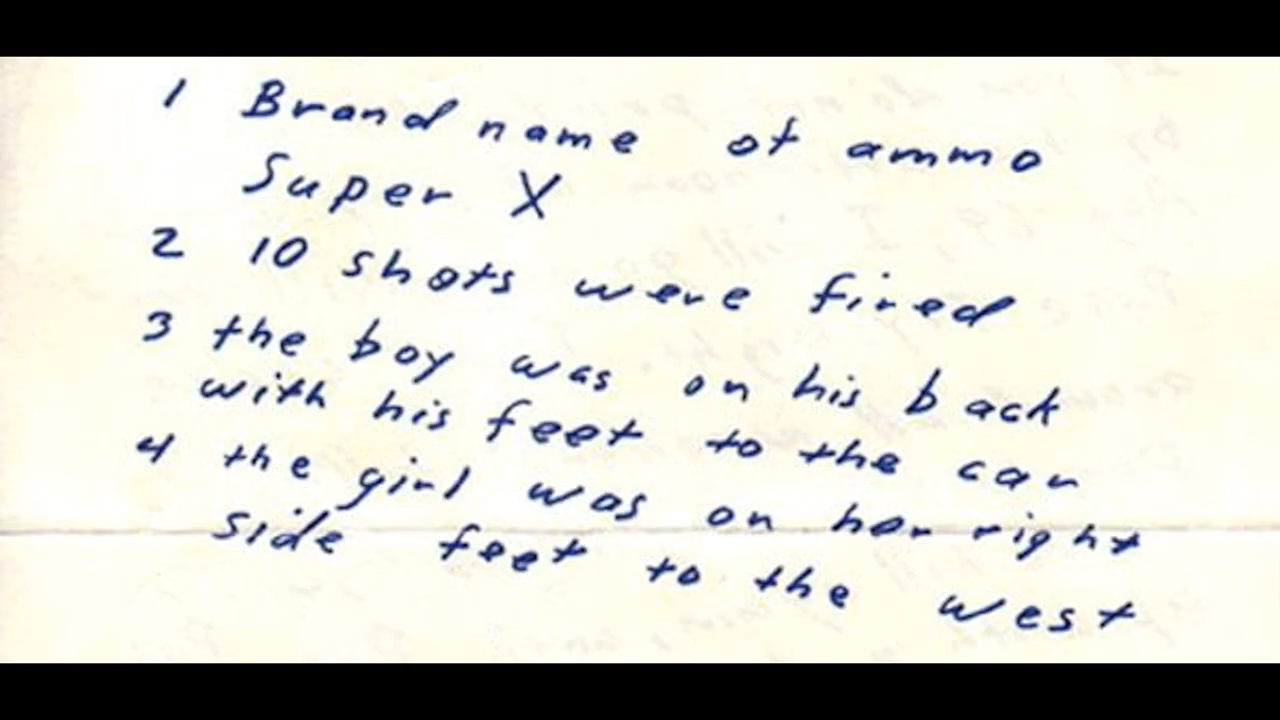 1 Brand name of ammo
Super X
2 10 shots were fired
3 the boy was on his back
with his feet to the car
4 the girl was on her right
side feet to the west